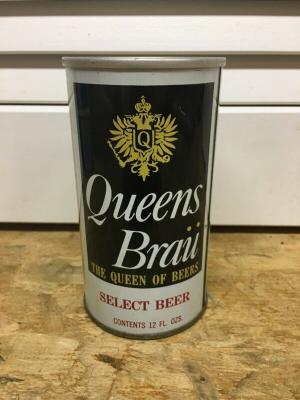 Q
Queens
Braü
THE QUEEN OF BEERS
SELECT BEER
CONTENTS 12 FL. OZS.